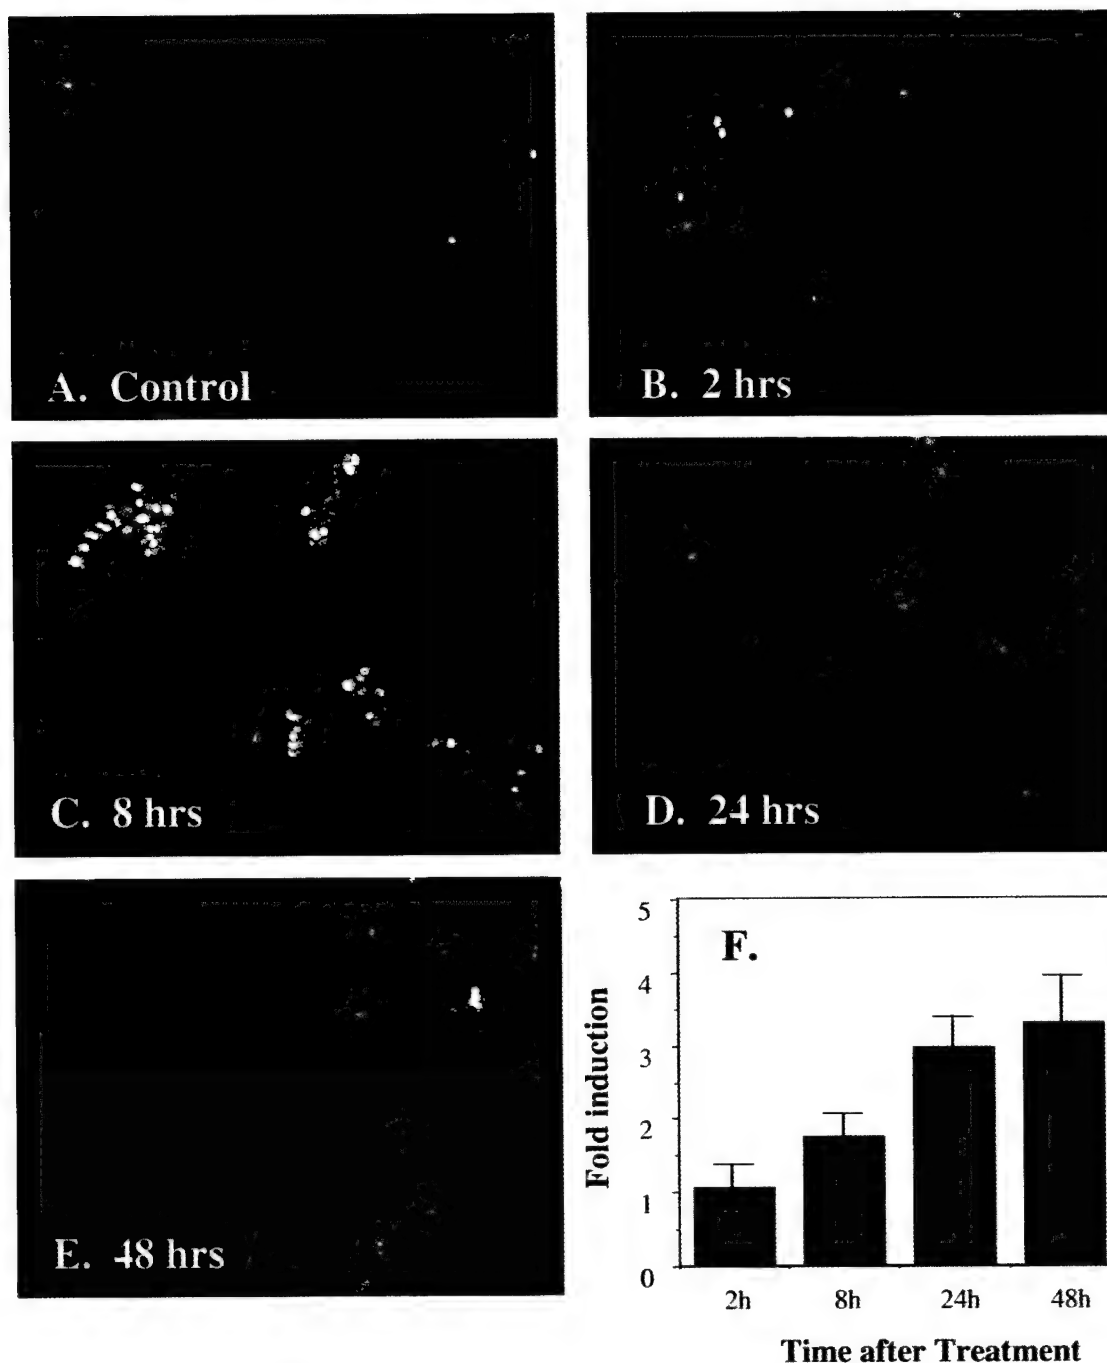 A. Control
B. 2 hrs
C. 8 hrs
D. 24 hrs
E. 48 hrs
F.
Fold induction
5
4
3
2
1
0
2h
8h
24h
48h
Time after Treatment